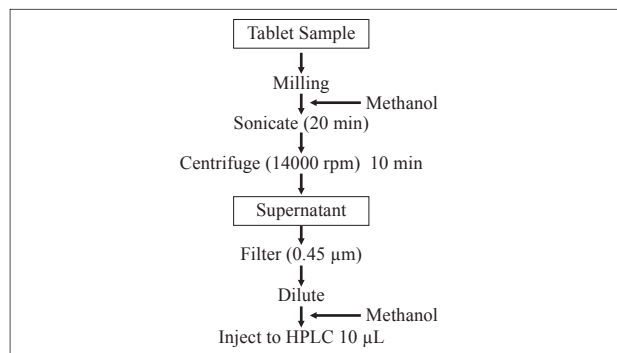 Tablet Sample
Milling
Methanol
Sonicate (20 min)
Centrifuge (14000 rpm) 10 min
Supernatant
Filter (0.45 µm)
Dilute
Methanol
Inject to HPLC 10 µL